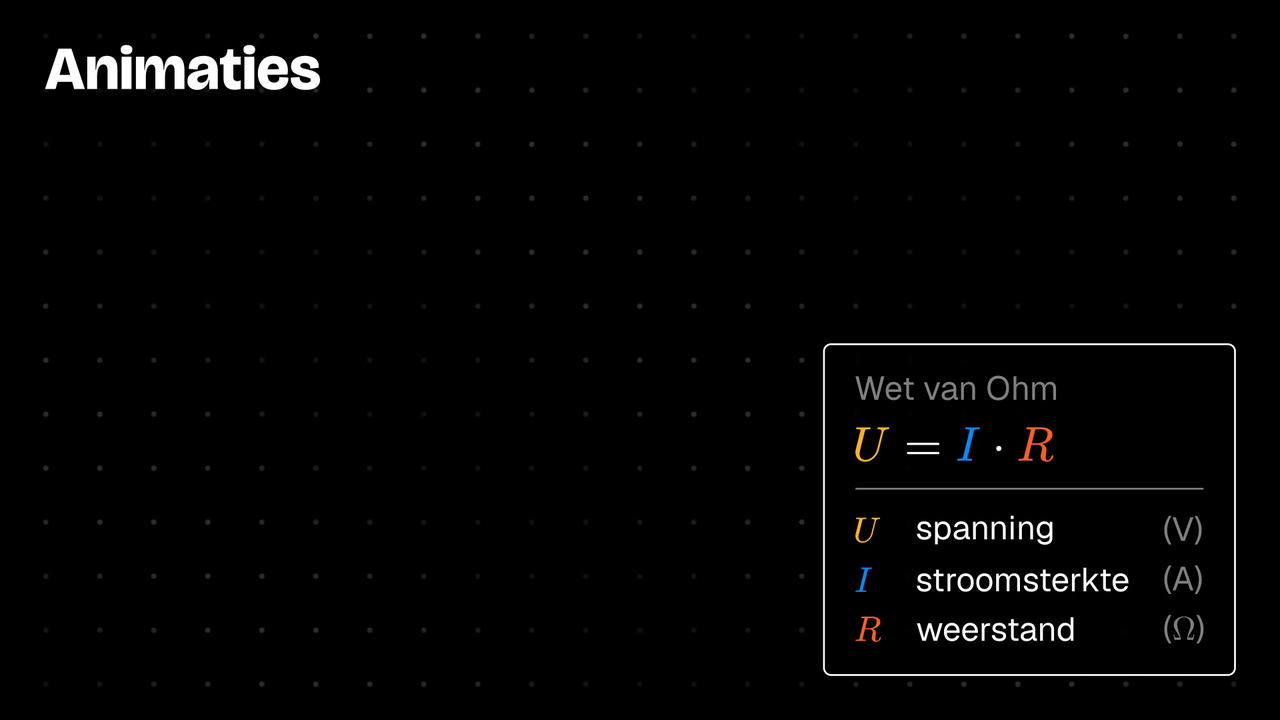 Animaties
Wet van Ohm
U = I · R
U spanning (V)
I stroomsterkte (A)
R weerstand (Ω)